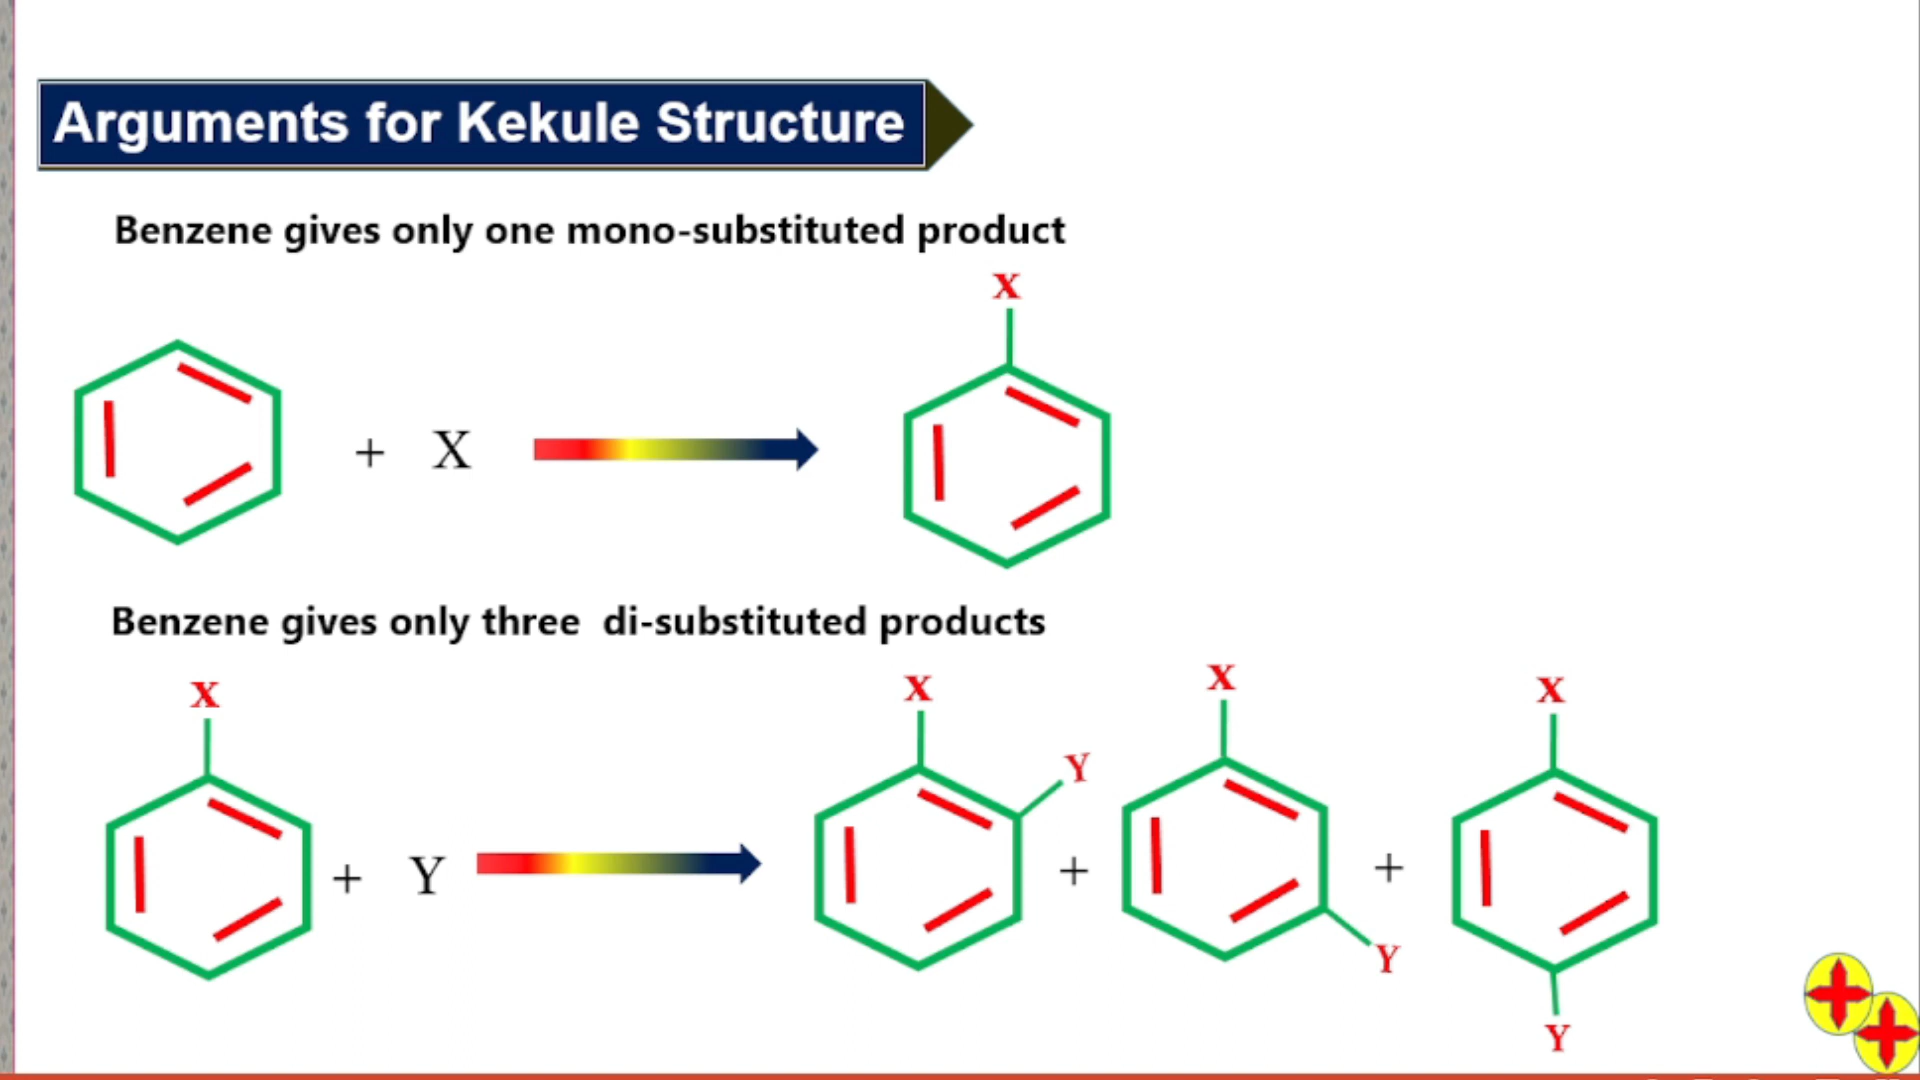 Arguments for Kekule Structure
Benzene gives only one mono-substituted product
X
+ X
Benzene gives only three di-substituted products
X
+ Y
X
Y
+
X
Y
+
X
Y